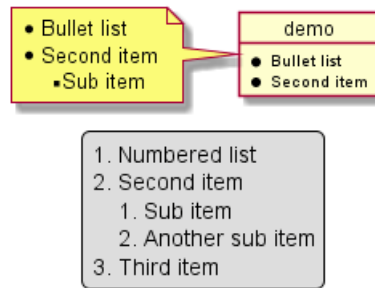 • Bullet list
• Second item
▪Sub item
demo
• Bullet list
• Second item
1. Numbered list
2. Second item
1. Sub item
2. Another sub item
3. Third item